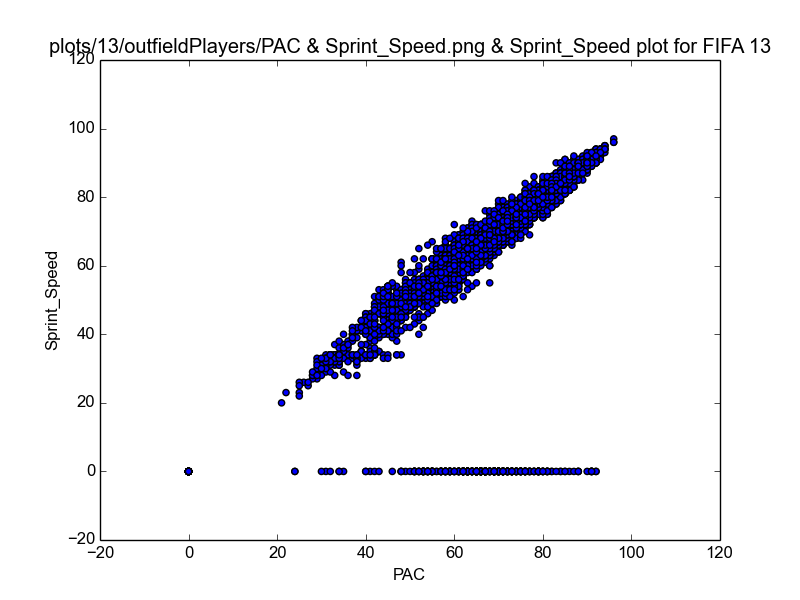 plots/13/outfieldPlayers/PAC & Sprint_Speed.png & Sprint_Speed plot for FIFA 13
120
100
80
60
40
20
0
−20
Sprint_Speed
−20 0 20 40 60 80 100 120
PAC